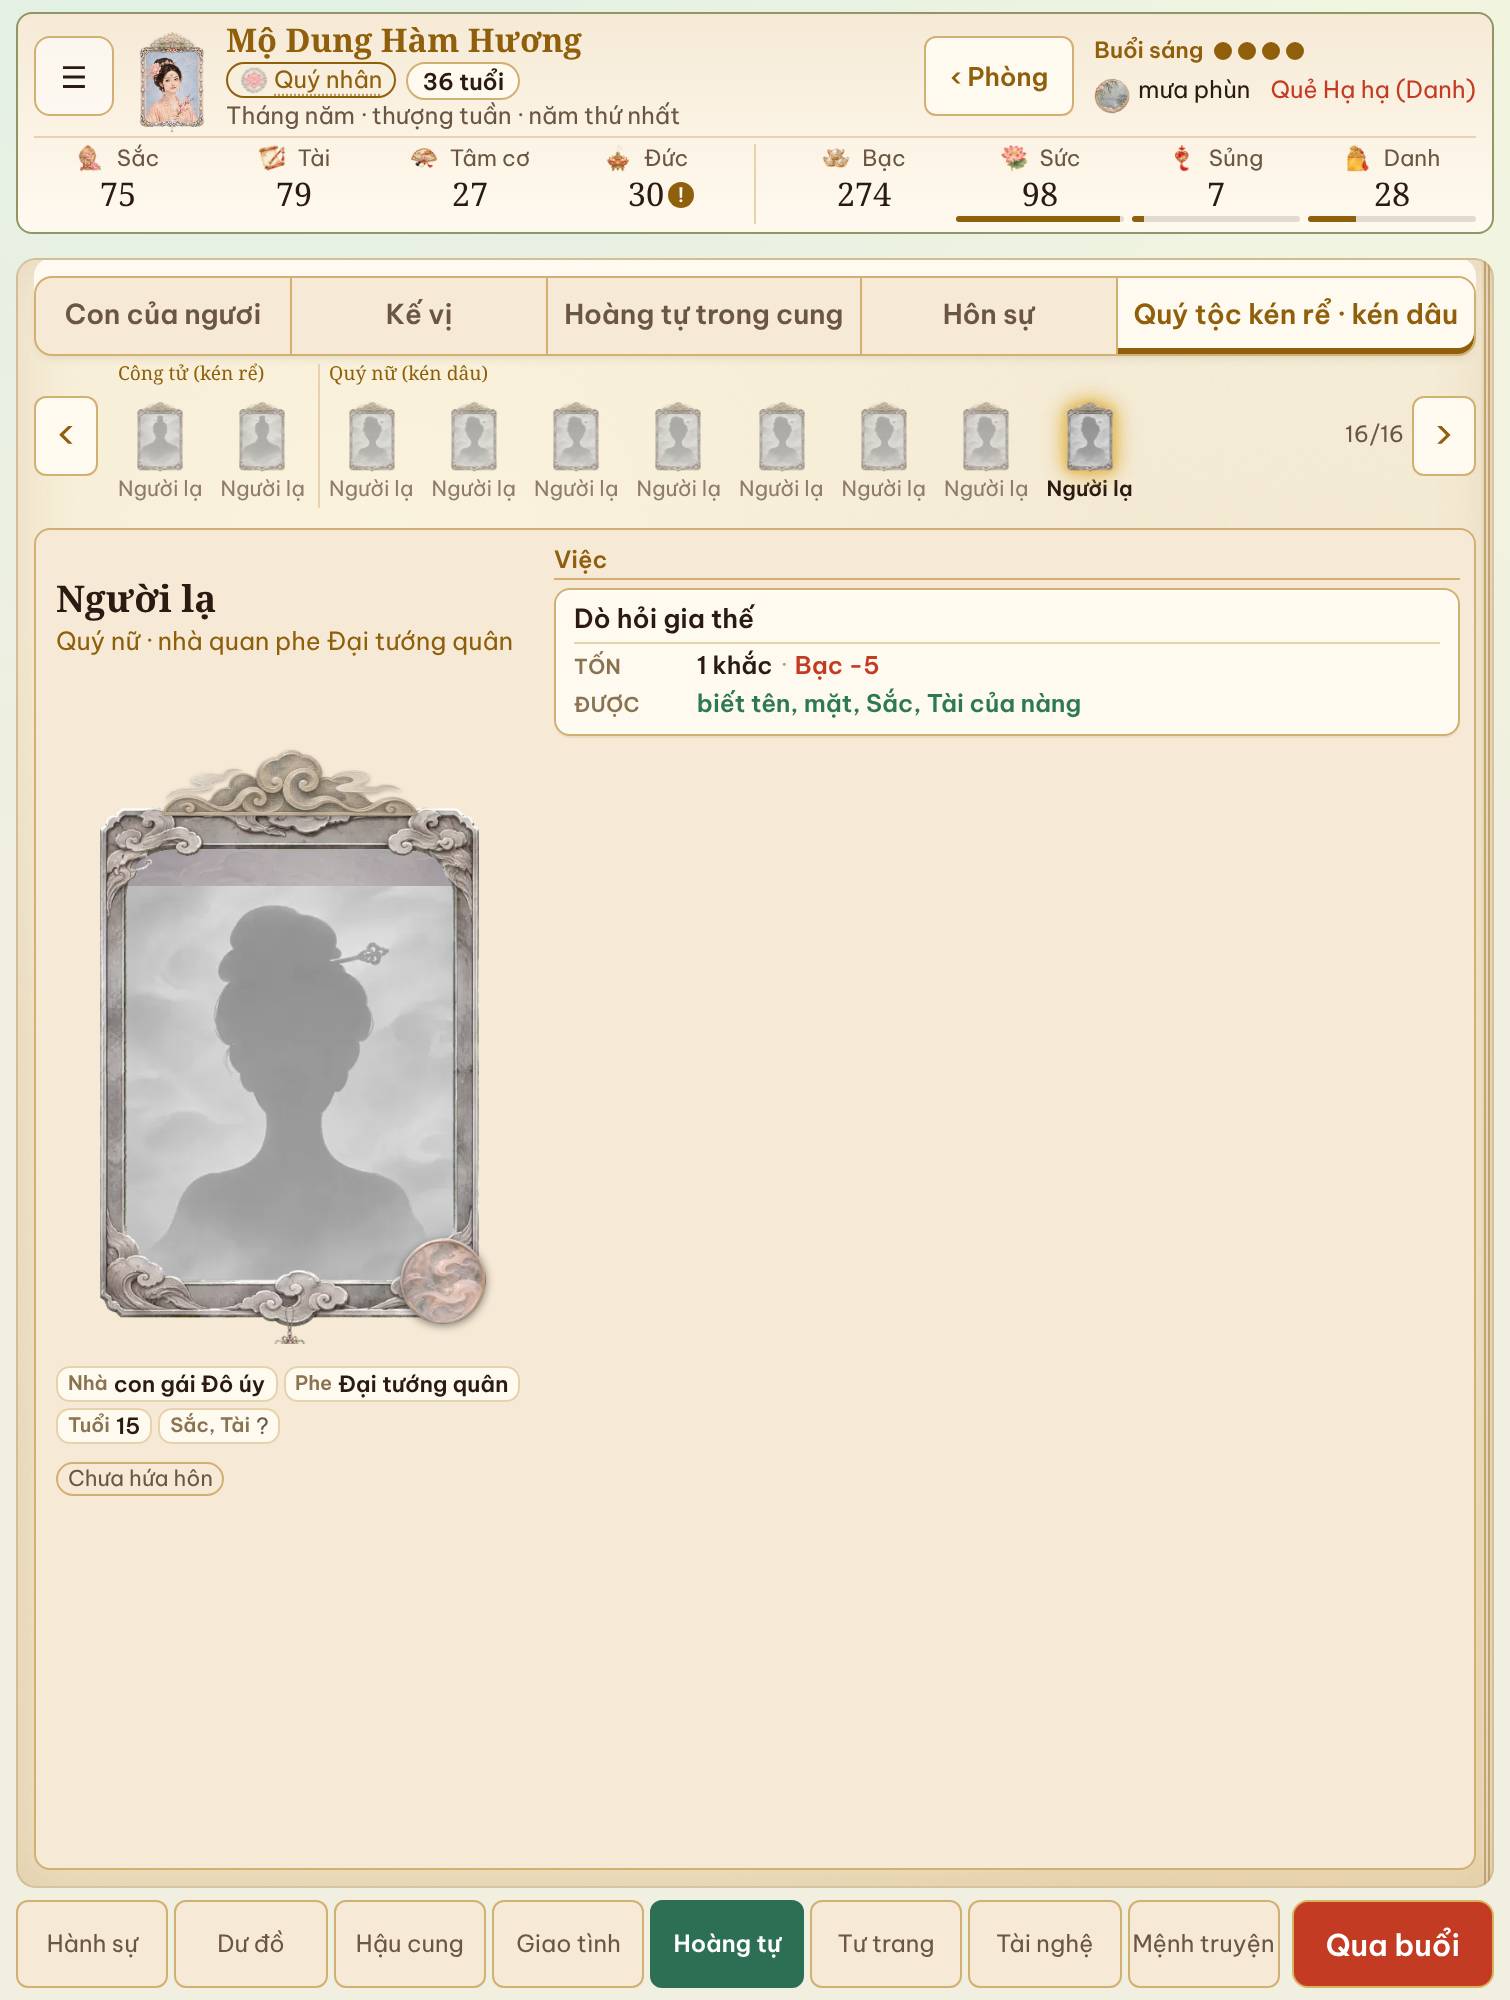 ☰
Mộ Dung Hàm Hương
Quý nhân
36 tuổi
Tháng năm · thượng tuần · năm thứ nhất
‹ Phòng
Buổi sáng
mưa phùn
Quẻ Hạ hạ (Danh)
Sắc
75
Tài
79
Tâm cơ
27
Đức
30 !
Bạc
274
Sức
98
Sủng
7
Danh
28
Con của ngươi
Kế vị
Hoàng tự trong cung
Hôn sự
Quý tộc kén rể · kén dâu
Công tử (kén rể)
Quý nữ (kén dâu)
‹
Người lạ
Người lạ
Người lạ
Người lạ
Người lạ
Người lạ
Người lạ
Người lạ
Người lạ
Người lạ
16/16
›
Người lạ
Quý nữ · nhà quan phe Đại tướng quân
Việc
Dò hỏi gia thế
TỐN 1 khắc · Bạc -5
ĐƯỢC biết tên, mặt, Sắc, Tài của nàng
Nhà con gái Đô úy
Phe Đại tướng quân
Tuổi 15
Sắc, Tài ?
Chưa hứa hôn
Hành sự
Dư đồ
Hậu cung
Giao tình
Hoàng tự
Tư trang
Tài nghệ
Mệnh truyện
Qua buổi